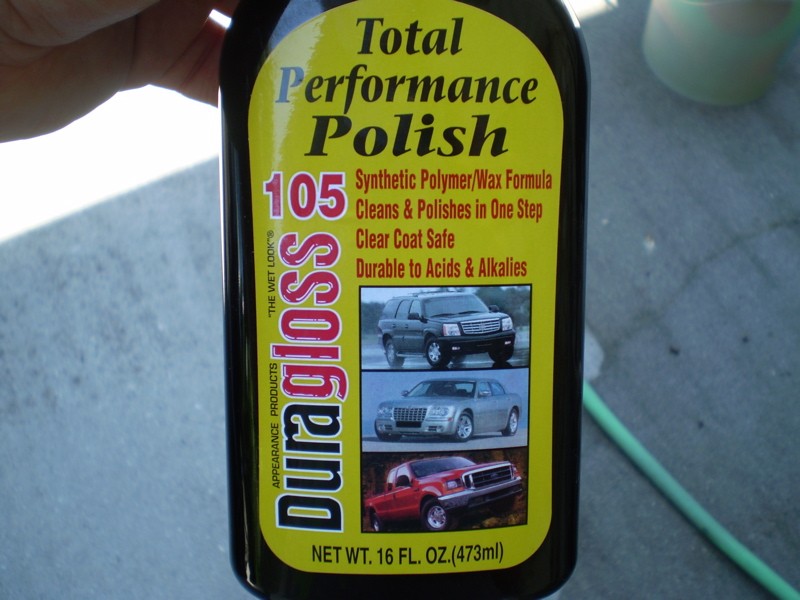 Total
Performance
Polish
105
Synthetic Polymer/Wax Formula
Cleans & Polishes in One Step
Clear Coat Safe
Durable to Acids & Alkalies
Duragloss
APPEARANCE PRODUCTS "THE WET LOOK"®
NET WT. 16 FL. OZ.(473ml)